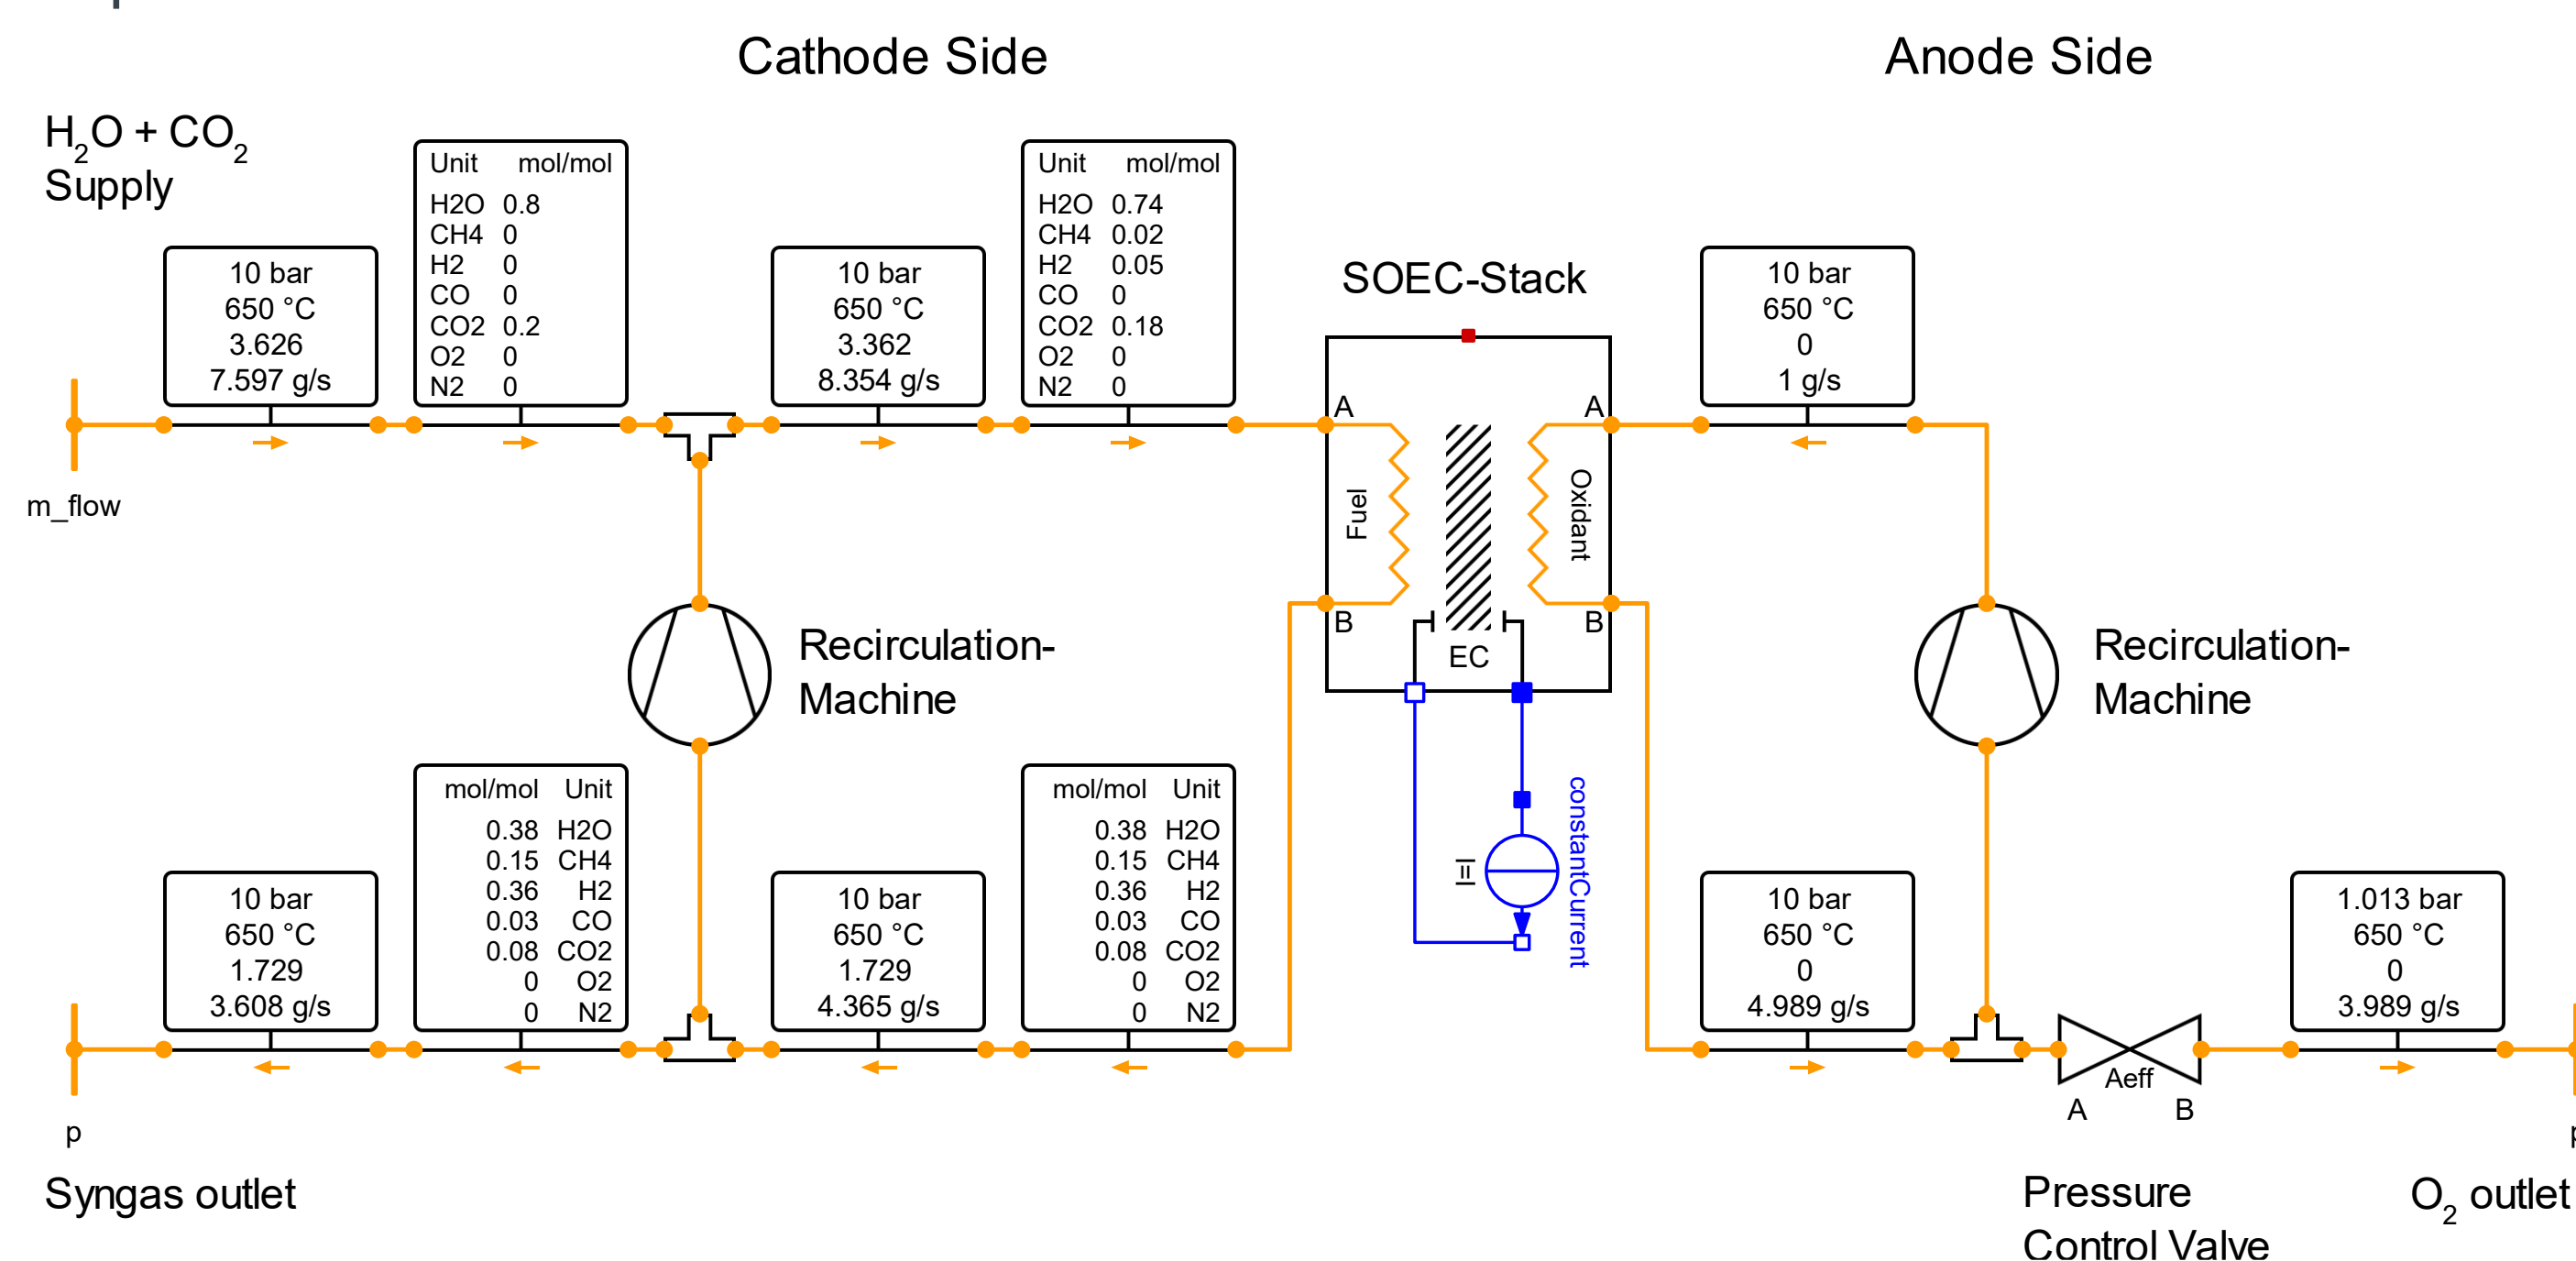 Cathode Side
Anode Side
H2O + CO2
Supply
Unit mol/mol
H2O 0.8
CH4 0
H2 0
CO 0
CO2 0.2
O2 0
N2 0
Unit mol/mol
H2O 0.74
CH4 0.02
H2 0.05
CO 0
CO2 0.18
O2 0
N2 0
10 bar
650 °C
3.626
7.597 g/s
10 bar
650 °C
3.362
8.354 g/s
SOEC-Stack
10 bar
650 °C
0
1 g/s
m_flow
A
A
Fuel
Oxidant
B
B
EC
Recirculation-
Machine
Recirculation-
Machine
mol/mol Unit
0.38 H2O
0.15 CH4
0.36 H2
0.03 CO
0.08 CO2
0 O2
0 N2
mol/mol Unit
0.38 H2O
0.15 CH4
0.36 H2
0.03 CO
0.08 CO2
0 O2
0 N2
constantCurrent
I=I
10 bar
650 °C
1.729
3.608 g/s
10 bar
650 °C
1.729
4.365 g/s
10 bar
650 °C
0
4.989 g/s
1.013 bar
650 °C
0
3.989 g/s
Aeff
A
B
p
Syngas outlet
Pressure
Control Valve
O2 outlet